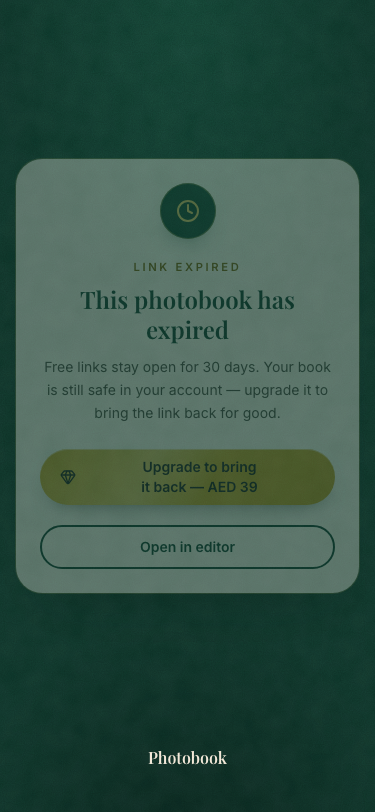 LINK EXPIRED
This photobook has
expired
Free links stay open for 30 days. Your book
is still safe in your account — upgrade it to
bring the link back for good.
Upgrade to bring
it back — AED 39
Open in editor
Photobook